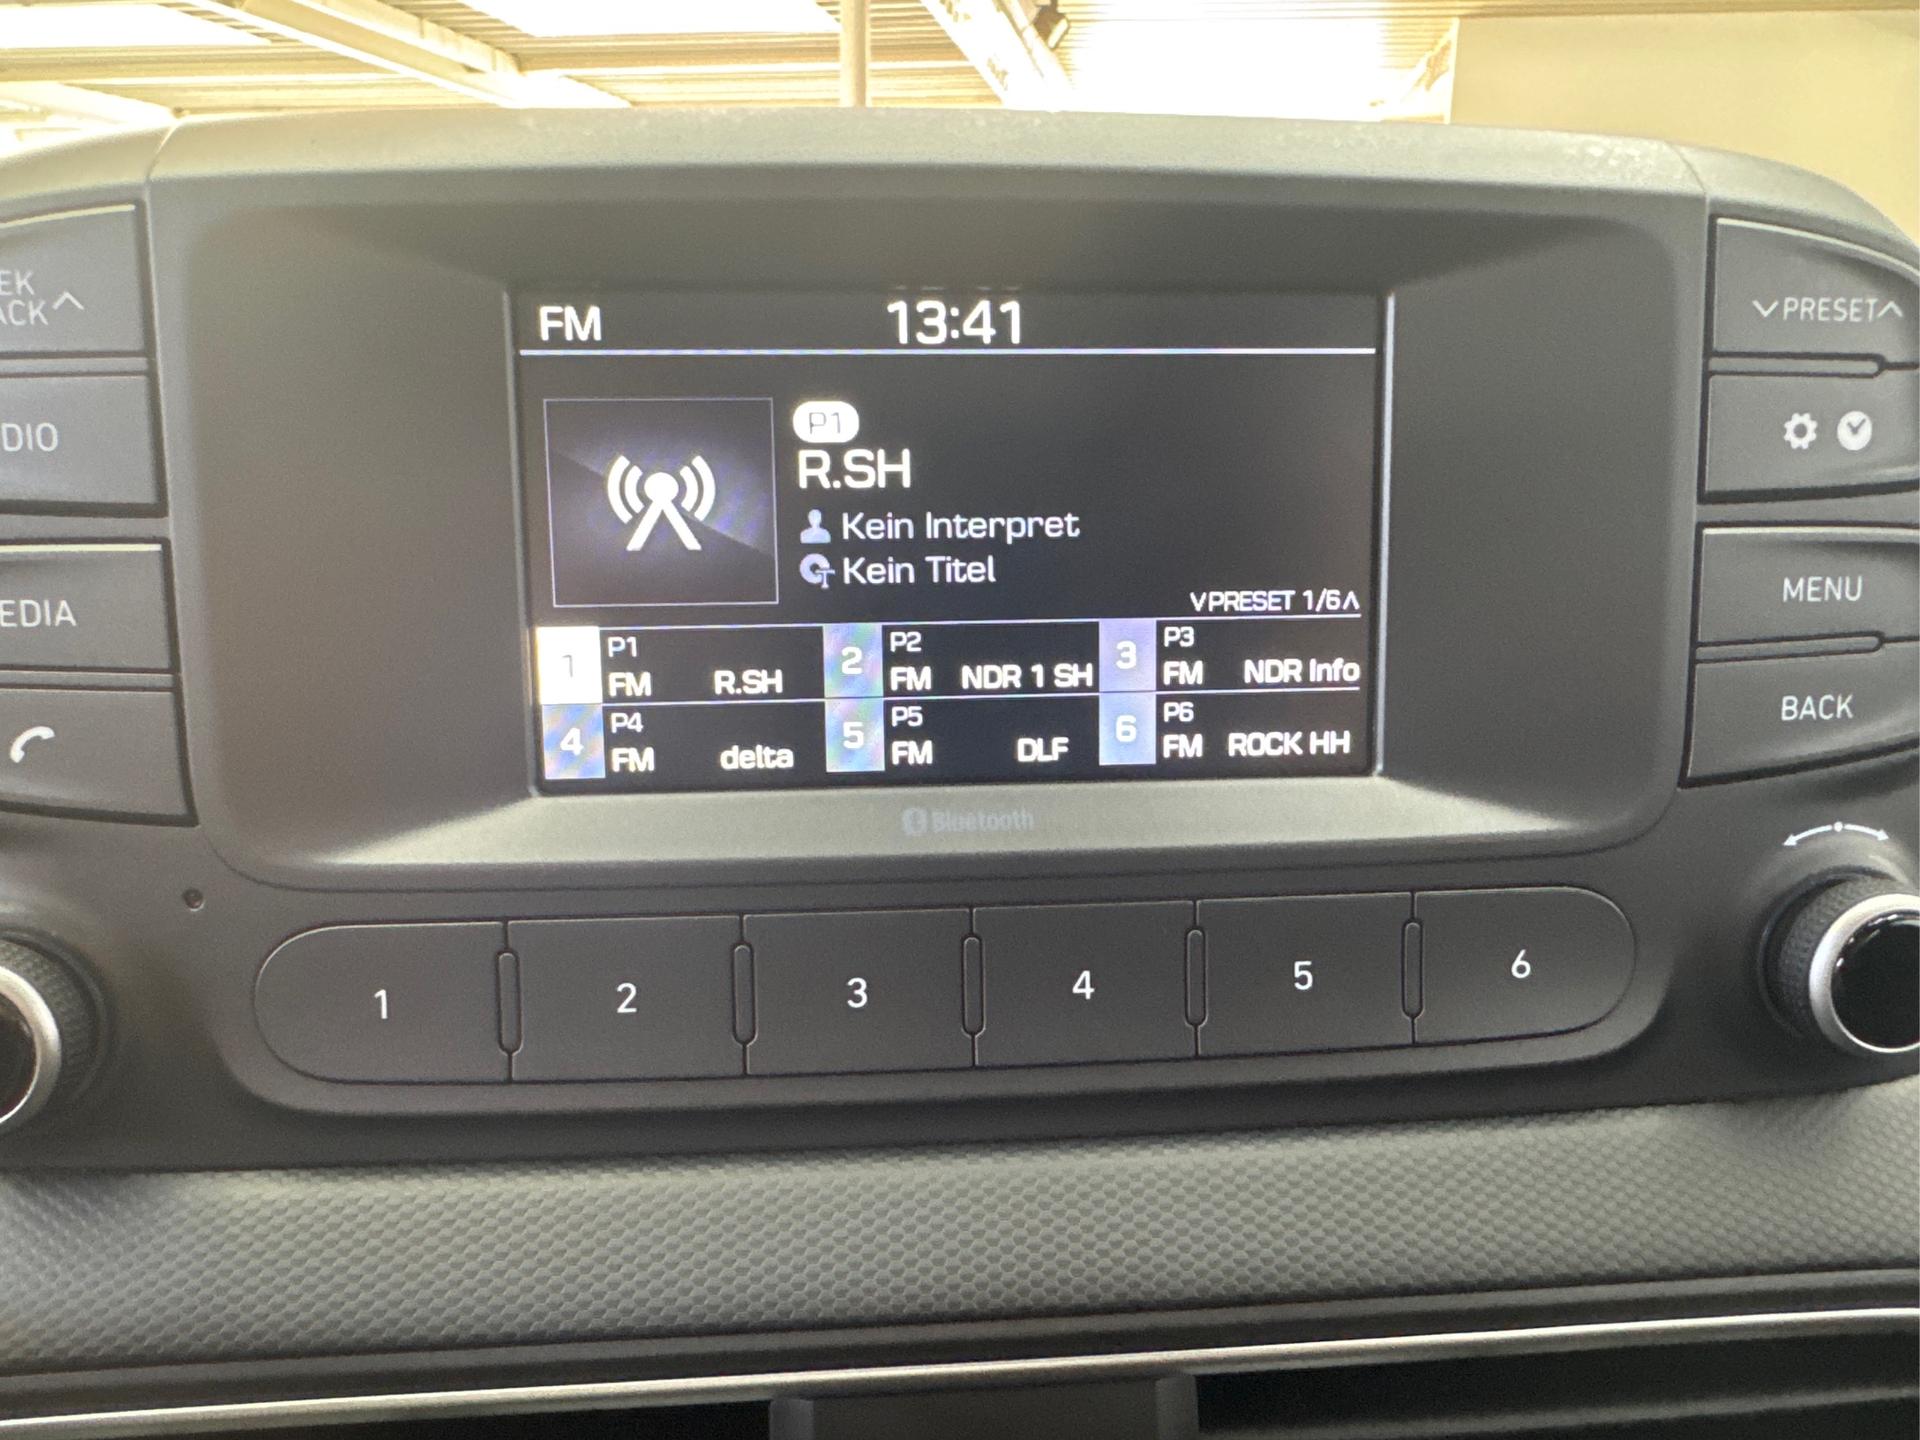 FM 13:41
P1
R.SH
Kein Interpret
Kein Titel
PRESET 1/6
1 P1 FM R.SH
2 P2 FM NDR 1 SH
3 P3 FM NDR Info
4 P4 FM delta
5 P5 FM DLF
6 P6 FM ROCK HH
Bluetooth
EK
ACK
DIO
EDIA
PRESET
MENU
BACK
1 2 3 4 5 6